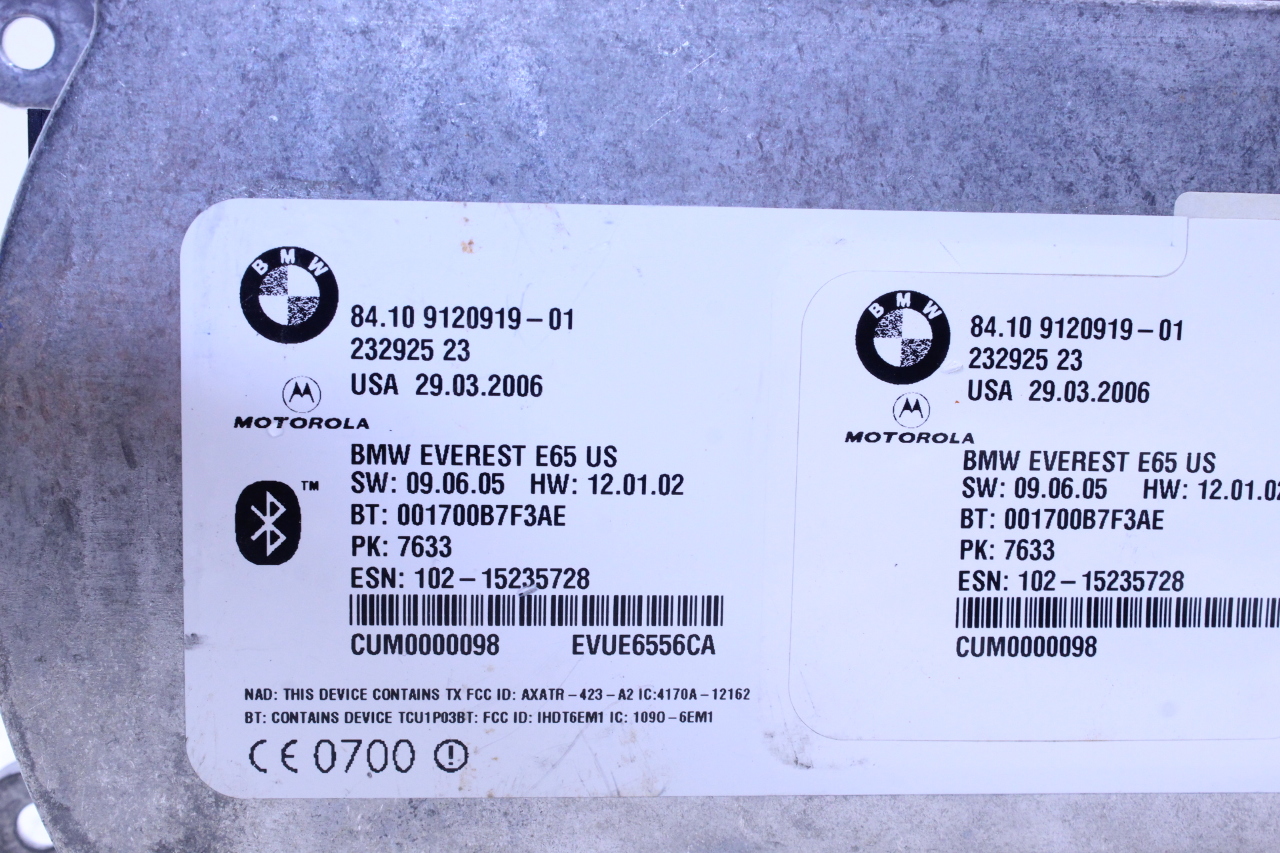 BMW
84.10 9120919-01
232925 23
USA 29.03.2006
MOTOROLA
BMW EVEREST E65 US
SW: 09.06.05 HW: 12.01.02
BT: 001700B7F3AE
PK: 7633
ESN: 102-15235728
CUM0000098 EVUE6556CA
NAD: THIS DEVICE CONTAINS TX FCC ID: AXATR-423-A2 IC:4170A-12162
BT: CONTAINS DEVICE TCU1P03BT: FCC ID: IHDT6EM1 IC: 1090-6EM1
CE 0700
TM
BMW
84.10 9120919-01
232925 23
USA 29.03.2006
MOTOROLA
BMW EVEREST E65 US
SW: 09.06.05 HW: 12.01.02
BT: 001700B7F3AE
PK: 7633
ESN: 102-15235728
CUM0000098